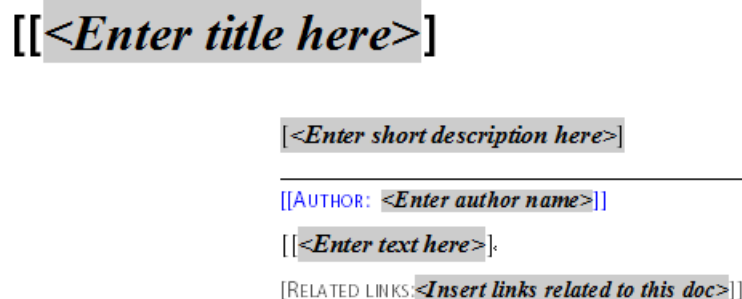 [[<Enter title here>]
[<Enter short description here>]
[[AUTHOR: <Enter author name>]]
[[<Enter text here>].
[RELATED LINKS:<Insert links related to this doc>]]